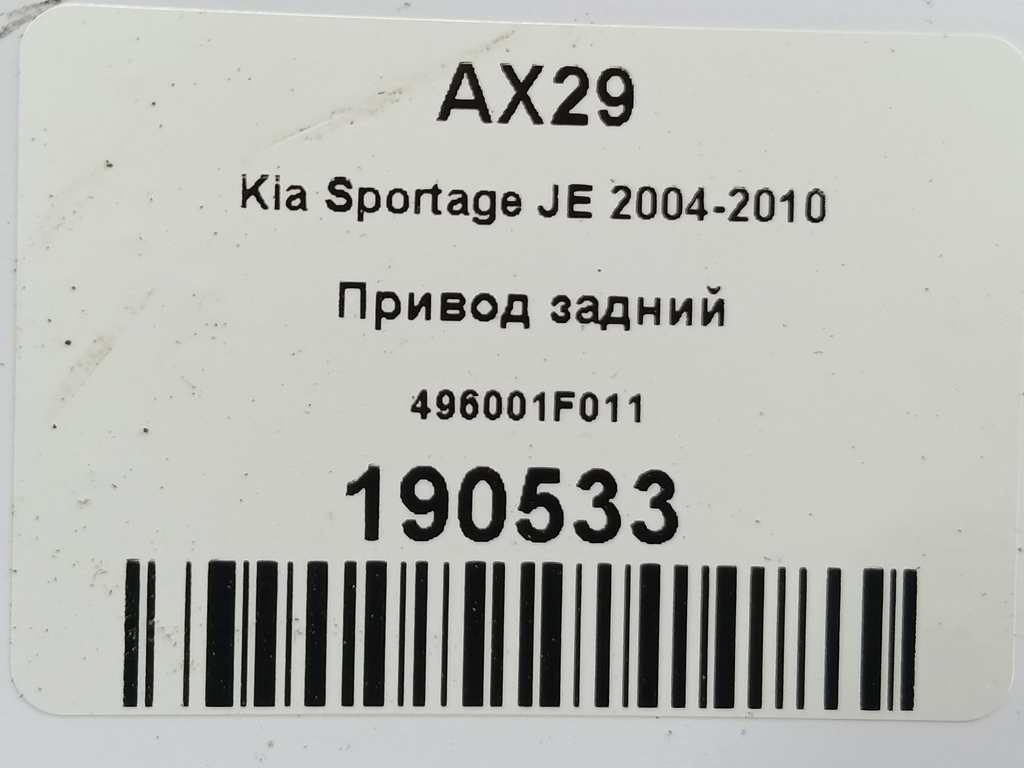 AX29
Kia Sportage JE 2004-2010
Привод задний
496001F011
190533